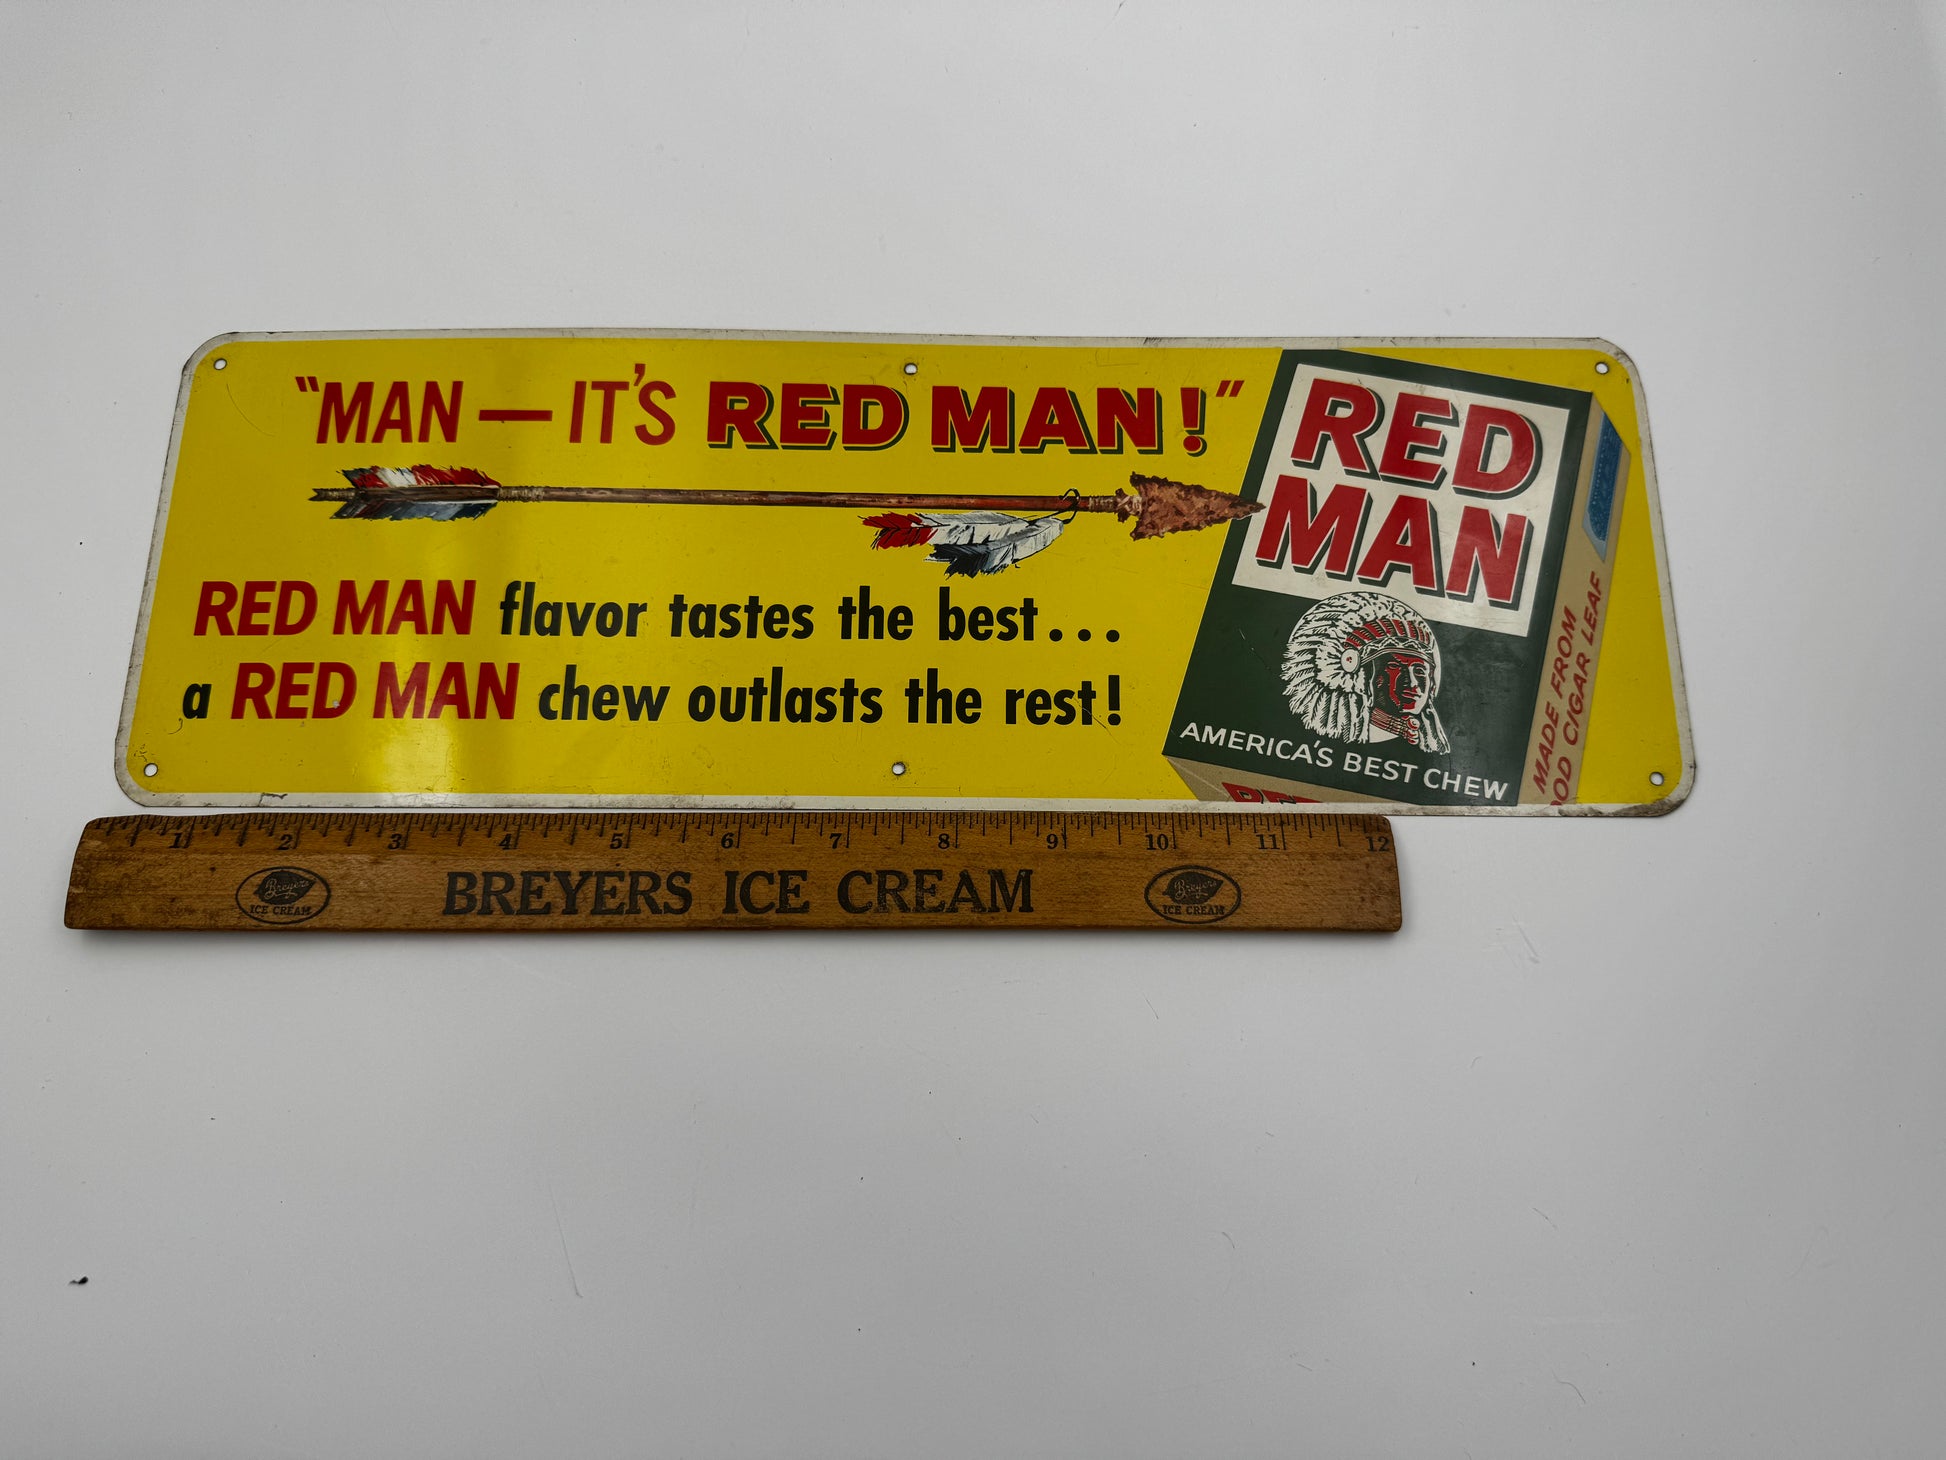 "MAN — IT'S RED MAN!"
RED MAN flavor tastes the best...
a RED MAN chew outlasts the rest!
RED
MAN
AMERICA'S BEST CHEW
MADE FROM
CIGAR LEAF
1 2 3 4 5 6 7 8 9 10 11 12
Breyers
ICE CREAM
BREYERS ICE CREAM
Breyers
ICE CREAM